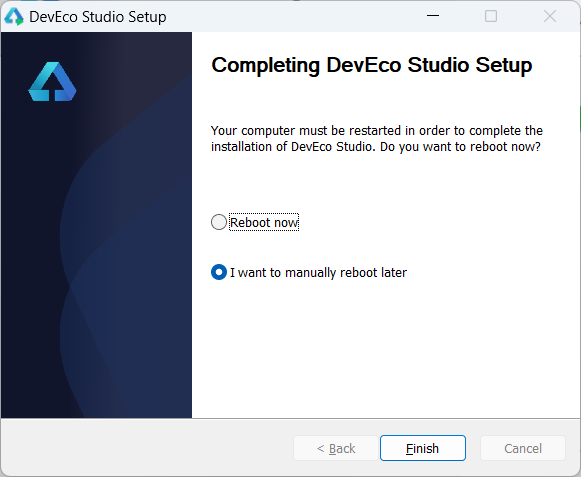 DevEco Studio Setup
Completing DevEco Studio Setup
Your computer must be restarted in order to complete the
installation of DevEco Studio. Do you want to reboot now?
Reboot now
I want to manually reboot later
< Back
Finish
Cancel